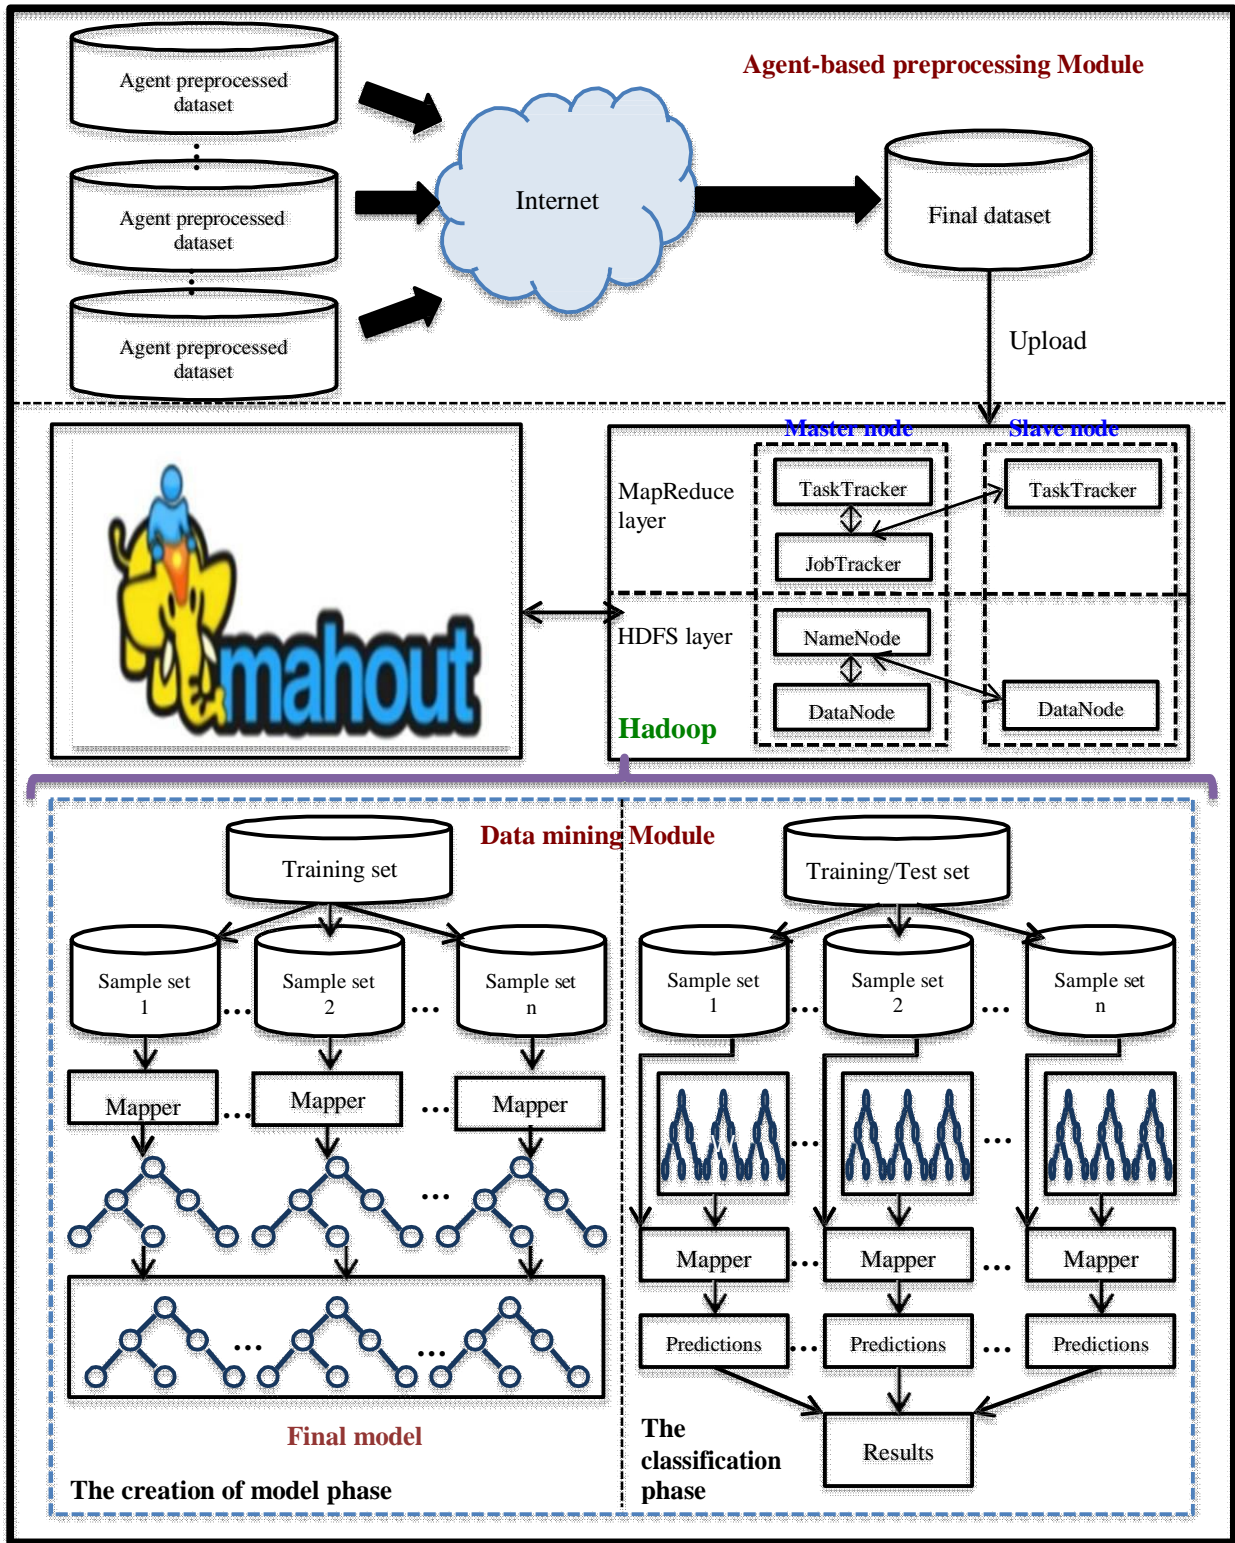 Agent-based preprocessing Module
Agent preprocessed
dataset
Agent preprocessed
dataset
Agent preprocessed
dataset
Internet
Final dataset
Upload
Master node
Slave node
MapReduce
layer
TaskTracker
TaskTracker
JobTracker
HDFS layer
NameNode
DataNode
DataNode
Hadoop
mahout
Data mining Module
Training set
Sample set
1
...
Sample set
2
...
Sample set
n
Mapper
...
Mapper
...
Mapper
...
...
...
Final model
The creation of model phase
Training/Test set
Sample set
1
...
Sample set
2
...
Sample set
n
W
...
...
Mapper
...
Mapper
...
Mapper
Predictions
...
Predictions
...
Predictions
Results
The
classification
phase